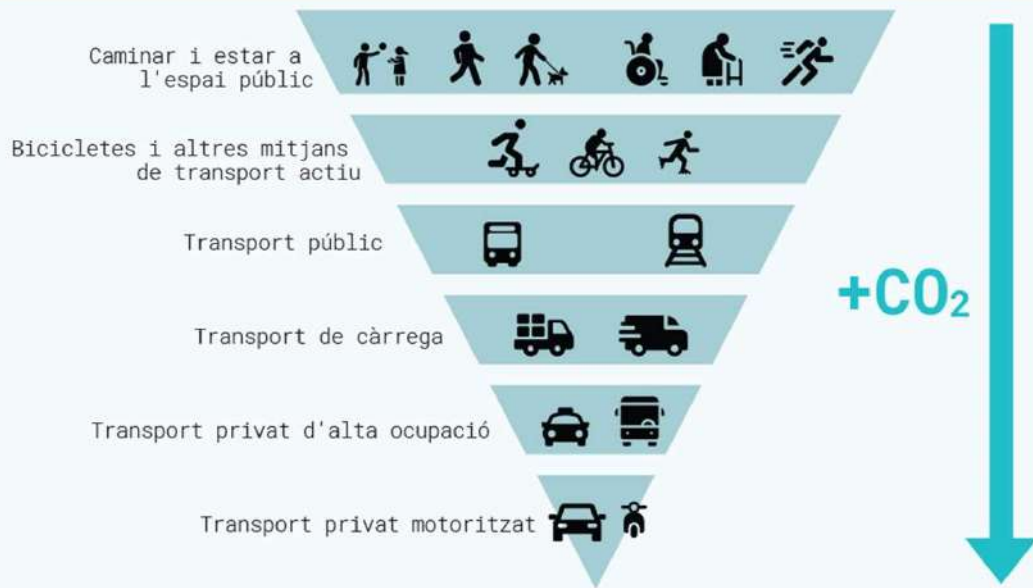 Caminar i estar a
l'espai públic
Bicicletes i altres mitjans
de transport actiu
Transport públic
+CO₂
Transport de càrrega
Transport privat d'alta ocupació
Transport privat motoritzat